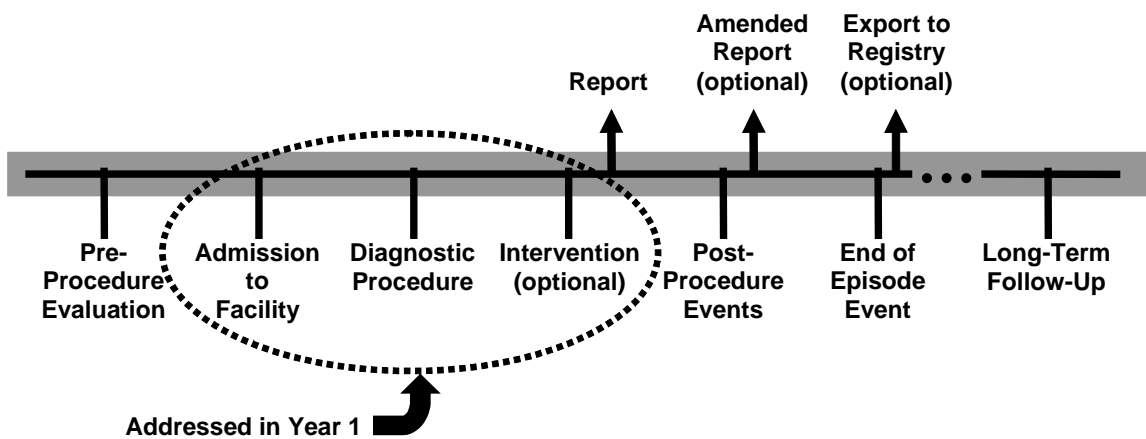 Report
Amended
Report
(optional)
Export to
Registry
(optional)
Pre-
Procedure
Evaluation
Admission
to
Facility
Diagnostic
Procedure
Intervention
(optional)
Post-
Procedure
Events
End of
Episode
Event
Long-Term
Follow-Up
Addressed in Year 1